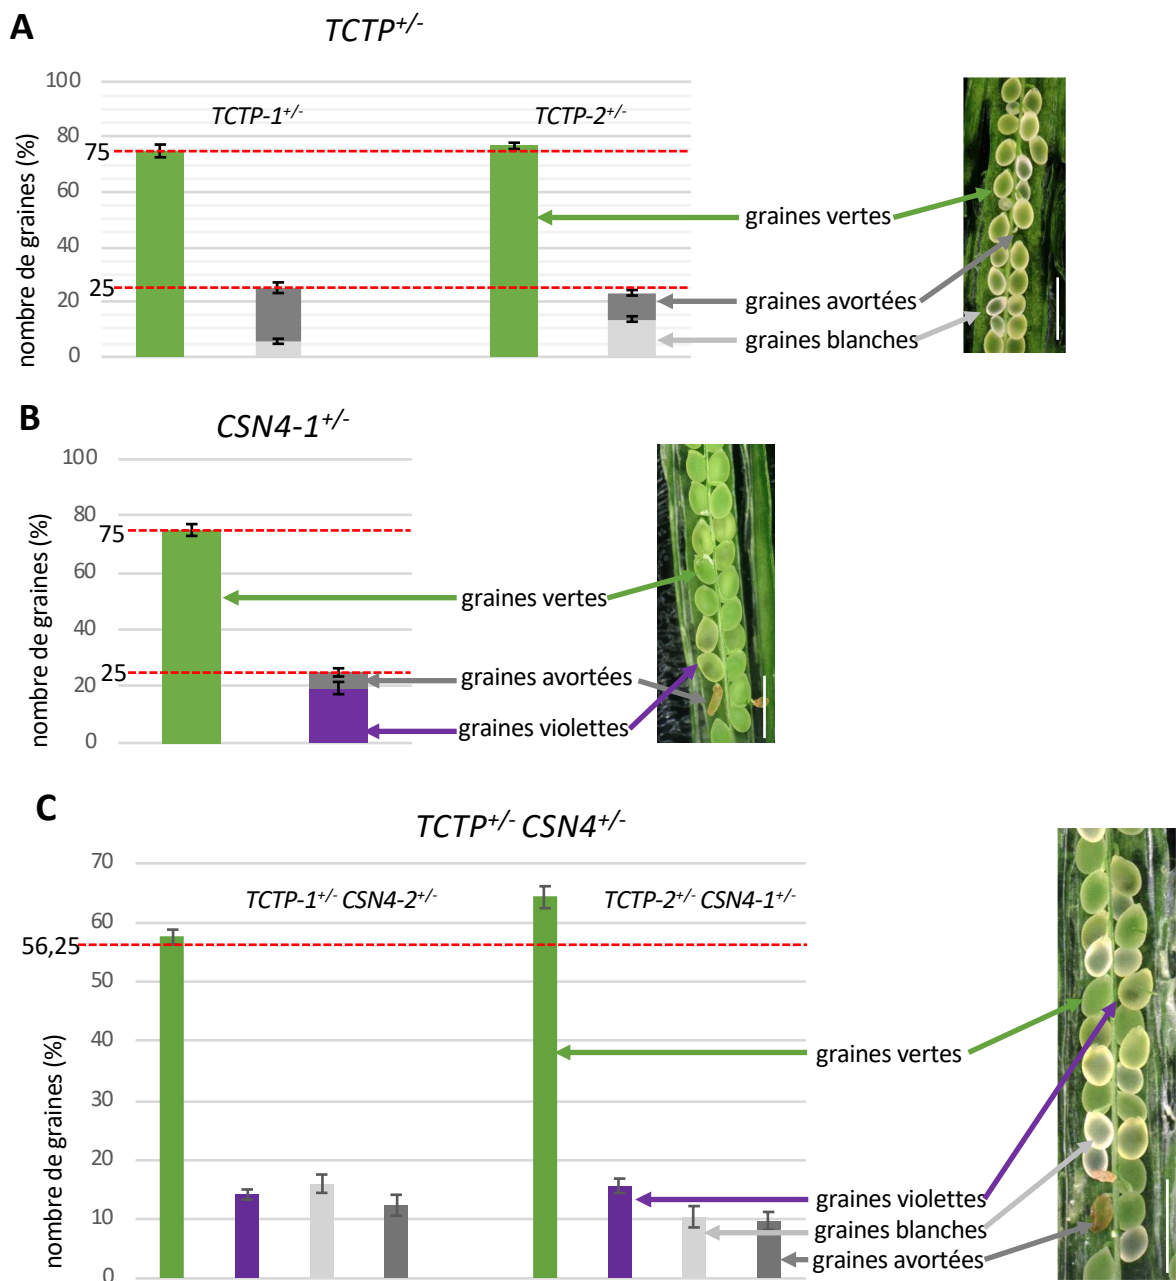 A
TCTP+/-
nombre de graines (%)
100
80
75
60
40
25
20
0
TCTP-1+/-
TCTP-2+/-
graines vertes
graines avortées
graines blanches
B
CSN4-1+/-
nombre de graines (%)
100
80
75
60
40
25
20
0
graines vertes
graines avortées
graines violettes
C
TCTP+/- CSN4+/-
nombre de graines (%)
70
60
56,25
50
40
30
20
10
0
TCTP-1+/- CSN4-2+/-
TCTP-2+/- CSN4-1+/-
graines vertes
graines violettes
graines blanches
graines avortées